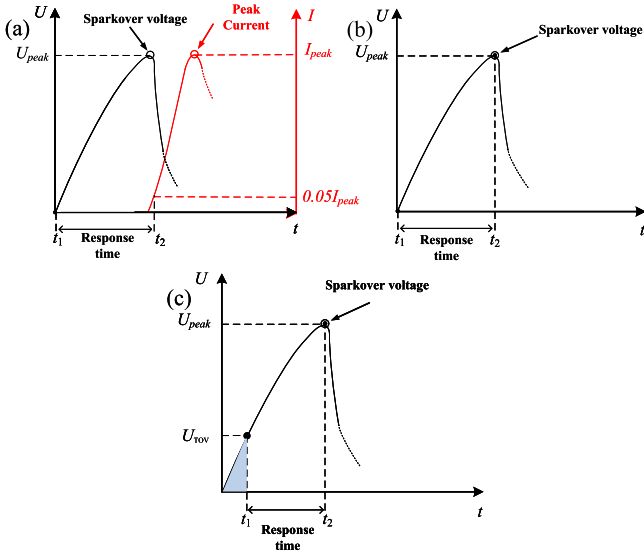 (a)
U
Sparkover voltage
Peak
Current
I
U_peak
I_peak
0.05I_peak
t_1
Response
time
t_2
t
(b)
U
Sparkover voltage
U_peak
t_1
Response
time
t_2
t
(c)
U
Sparkover voltage
U_peak
U_TOV
t_1
Response
time
t_2
t